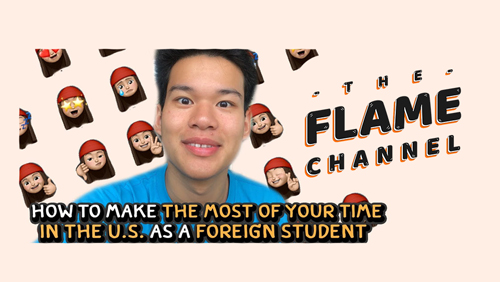 - THE -
FLAME
CHANNEL
HOW TO MAKE THE MOST OF YOUR TIME
IN THE U.S. AS A FOREIGN STUDENT